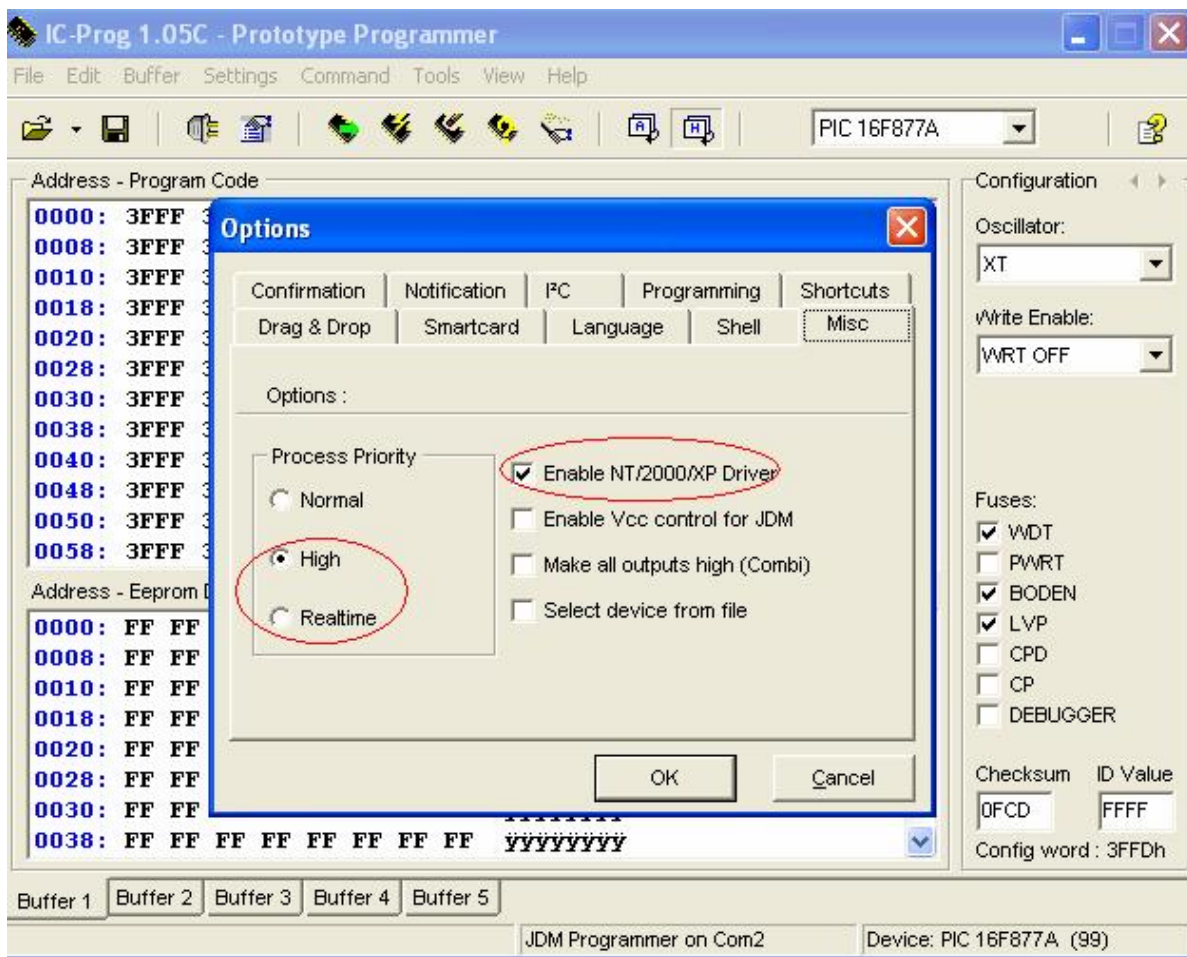 IC-Prog 1.05C - Prototype Programmer
File Edit Buffer Settings Command Tools View Help
PIC 16F877A
Address - Program Code
0000: 3FFF
0008: 3FFF
0010: 3FFF
0018: 3FFF
0020: 3FFF
0028: 3FFF
0030: 3FFF
0038: 3FFF
0040: 3FFF
0048: 3FFF
0050: 3FFF
0058: 3FFF
Address - Eeprom
0000: FF FF
0008: FF FF
0010: FF FF
0018: FF FF
0020: FF FF
0028: FF FF
0030: FF FF
0038: FF FF FF FF FF FF FF FF ÿÿÿÿÿÿÿÿ
Options
Confirmation Notification I²C Programming Shortcuts
Drag & Drop Smartcard Language Shell Misc
Options :
Process Priority
Normal
High
Realtime
Enable NT/2000/XP Driver
Enable Vcc control for JDM
Make all outputs high (Combi)
Select device from file
OK Cancel
Configuration
Oscillator:
XT
Write Enable:
WRT OFF
Fuses:
WDT
PWRT
BODEN
LVP
CPD
CP
DEBUGGER
Checksum ID Value
0FCD FFFF
Config word : 3FFDh
Buffer 1 Buffer 2 Buffer 3 Buffer 4 Buffer 5
JDM Programmer on Com2 Device: PIC 16F877A (99)